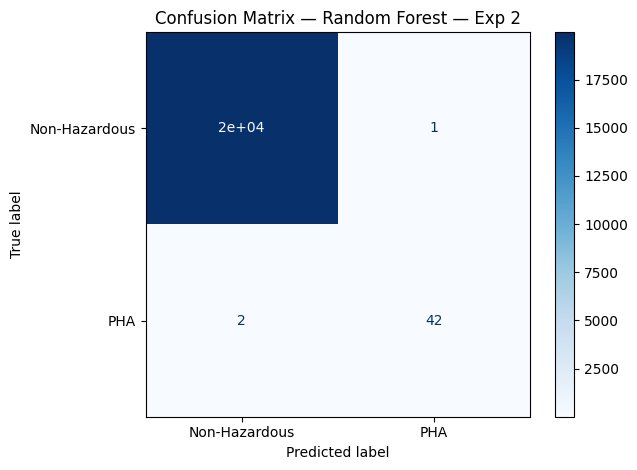 Confusion Matrix — Random Forest — Exp 2
Non-Hazardous
2e+04
1
PHA
2
42
Non-Hazardous
PHA
Predicted label
True label
17500
15000
12500
10000
7500
5000
2500